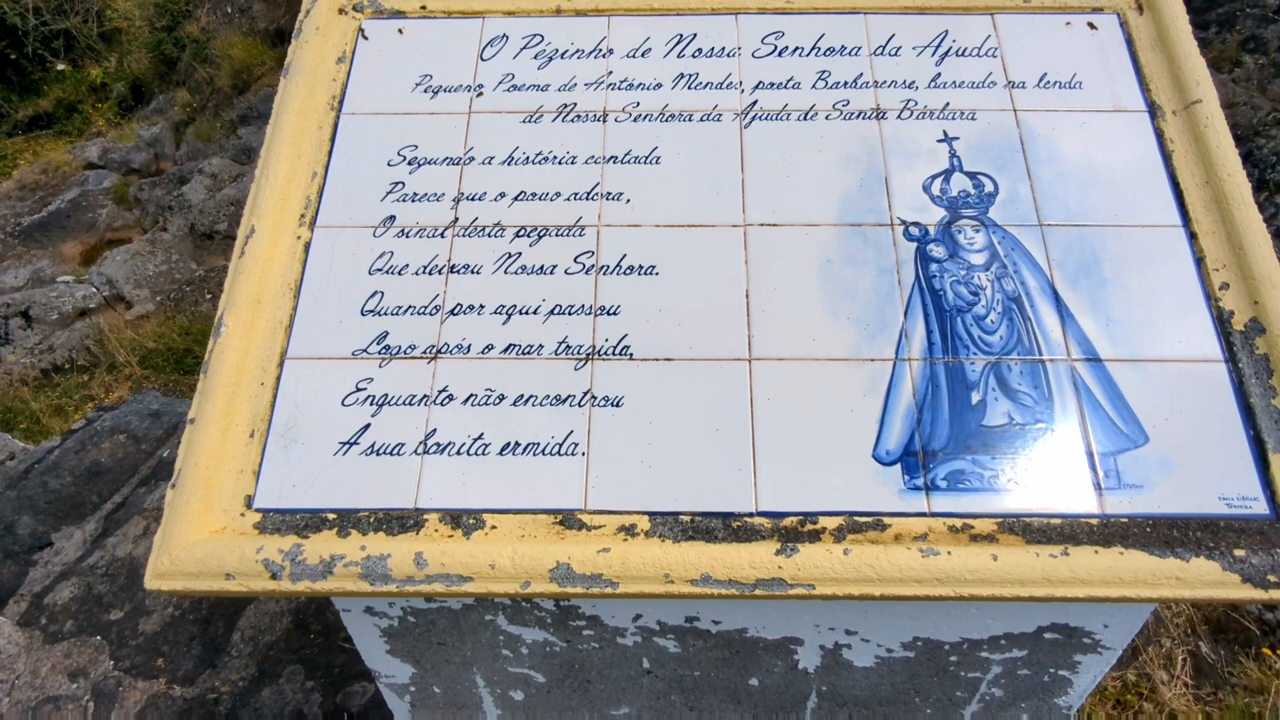 O Pézinho de Nossa Senhora da Ajuda
Pequeno Poema de António Mendes, poeta Barbarense, baseado na lenda
de Nossa Senhora da Ajuda de Santa Bárbara
Segundo a história contada
Parece que o povo adora,
O sinal desta pegada
Que deixou Nossa Senhora.
Quando por aqui passou
Logo após o mar trazida,
Enquanto não encontrou
A sua bonita ermida.